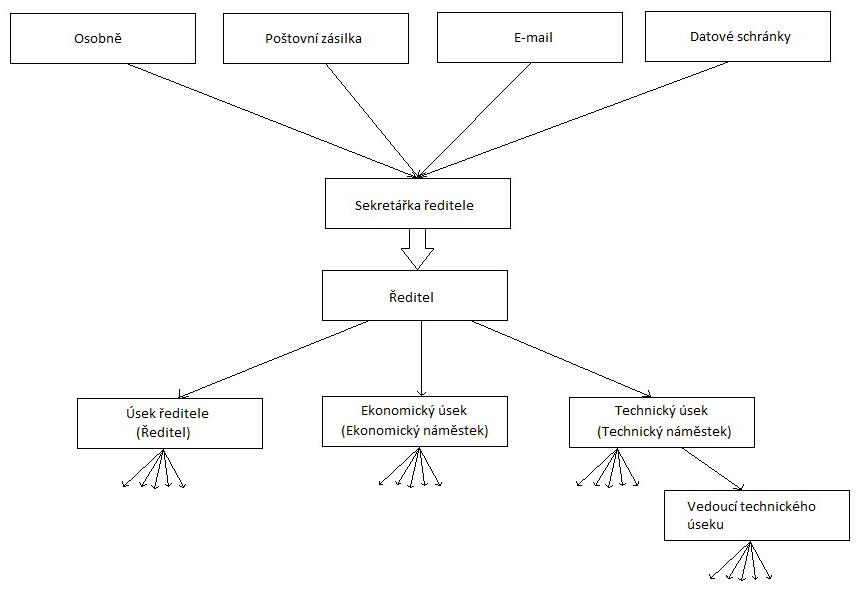 Osobně
Poštovní zásilka
E-mail
Datové schránky
Sekretářka ředitele
Ředitel
Úsek ředitele
(Ředitel)
Ekonomický úsek
(Ekonomický náměstek)
Technický úsek
(Technický náměstek)
Vedoucí technického
úseku